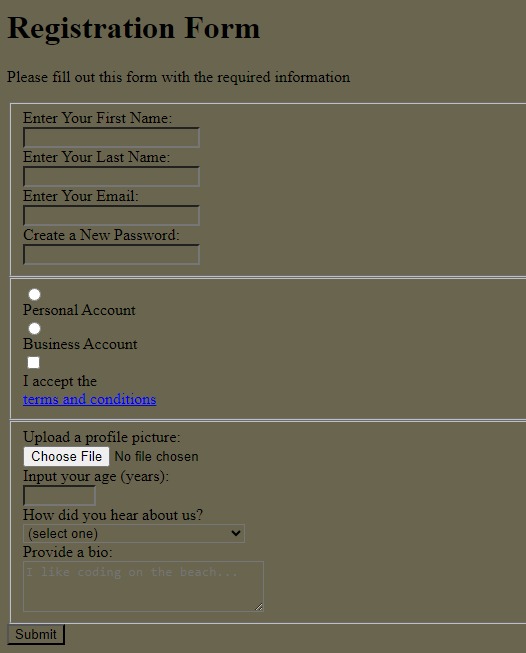 Registration Form
Please fill out this form with the required information
Enter Your First Name:
Enter Your Last Name:
Enter Your Email:
Create a New Password:
Personal Account
Business Account
I accept the
terms and conditions
Upload a profile picture:
Choose File No file chosen
Input your age (years):
How did you hear about us?
(select one)
Provide a bio:
I like coding on the beach...
Submit